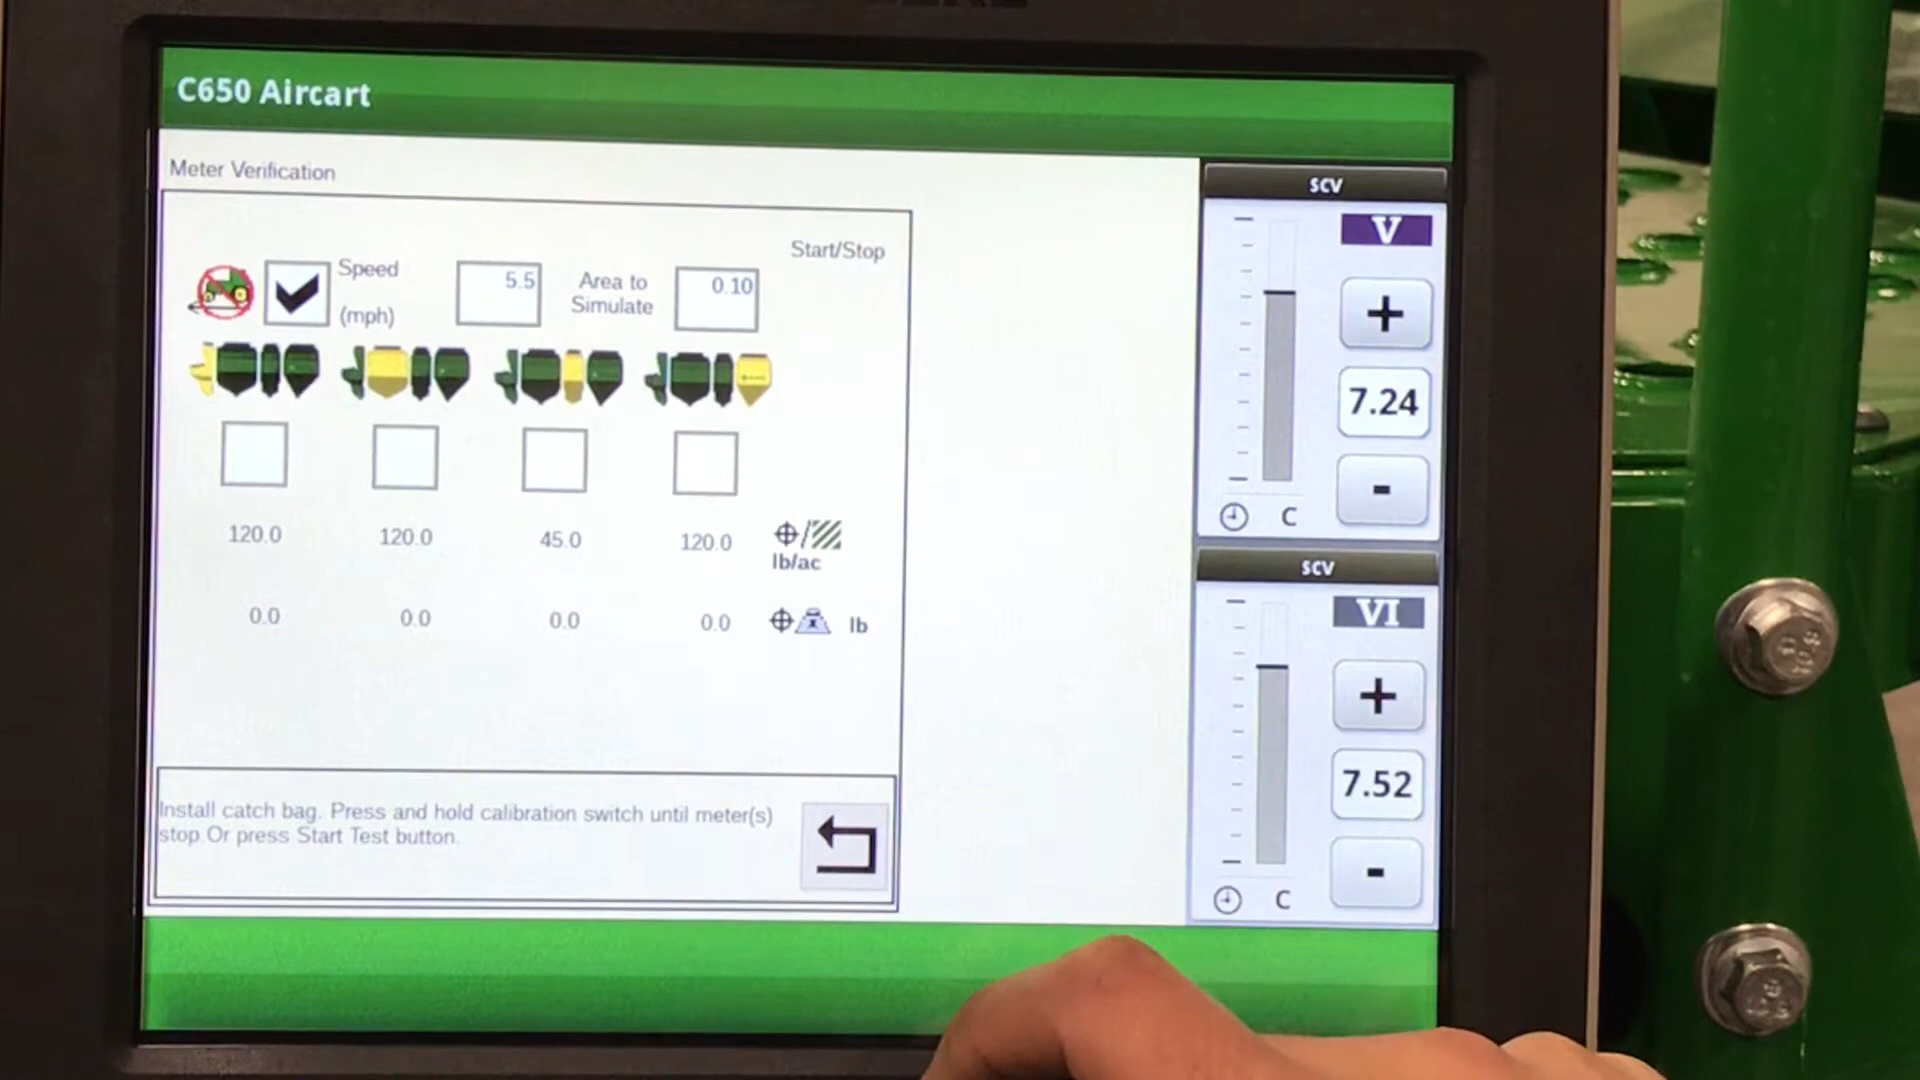 C650 Aircart
Meter Verification
Start/Stop
Speed
(mph)
5.5
Area to
Simulate
0.10
120.0 120.0 45.0 120.0
lb/ac
0.0 0.0 0.0 0.0 lb
Install catch bag. Press and hold calibration switch until meter(s)
stop.Or press Start Test button.
SCV
V
+
7.24
-
C
SCV
VI
+
7.52
-
C